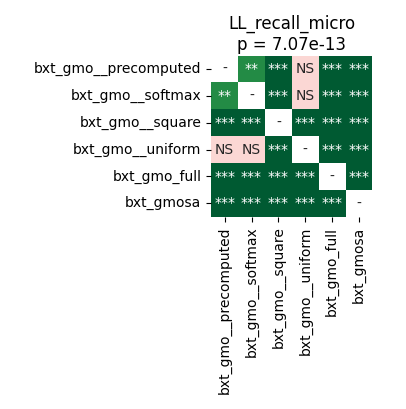 LL_recall_micro
p = 7.07e-13
bxt_gmo__precomputed - ** *** NS *** ***
bxt_gmo__softmax ** - *** NS *** ***
bxt_gmo__square *** *** - *** *** ***
bxt_gmo__uniform NS NS *** - *** ***
bxt_gmo_full *** *** *** *** - ***
bxt_gmosa *** *** *** *** *** -
bxt_gmo__precomputed
bxt_gmo__softmax
bxt_gmo__square
bxt_gmo__uniform
bxt_gmo_full
bxt_gmosa